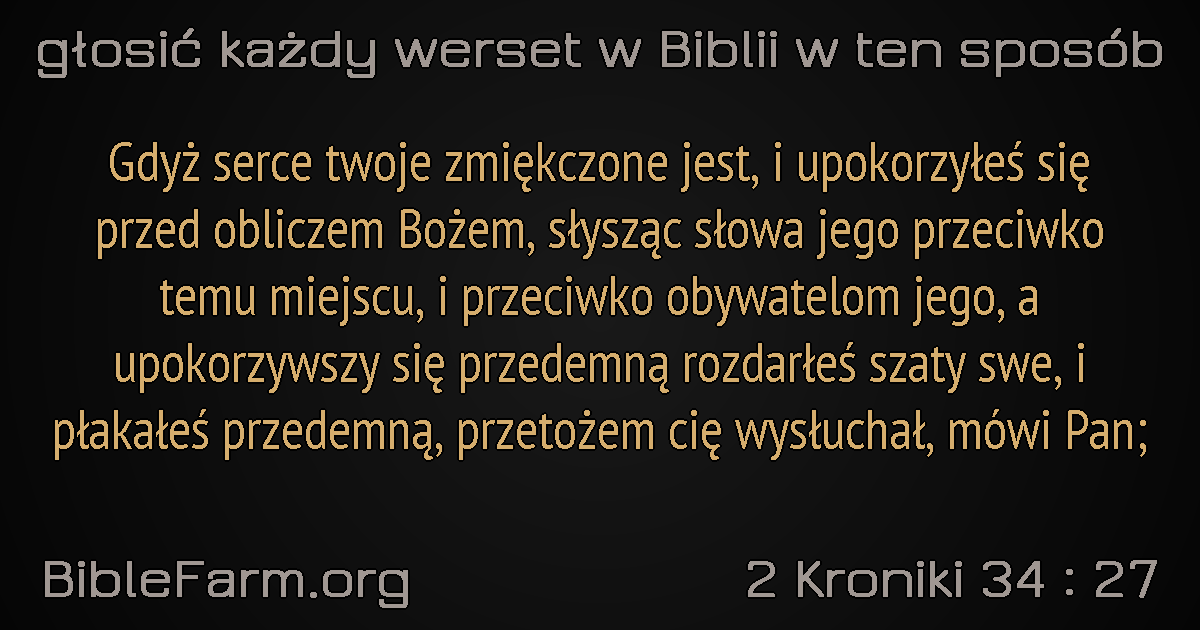 głosić każdy werset w Biblii w ten sposób
Gdyż serce twoje zmiękczone jest, i upokorzyłeś się
przed obliczem Bożem, słysząc słowa jego przeciwko
temu miejscu, i przeciwko obywatelom jego, a
upokorzywszy się przedemną rozdarłeś szaty swe, i
płakałeś przedemną, przetożem cię wysłuchał, mówi Pan;
BibleFarm.org
2 Kroniki 34 : 27